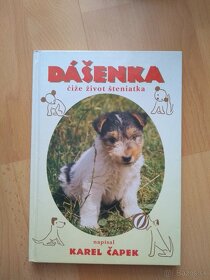 DÁŠENKA
čiže život šteniatka
napísal
KAREL ČAPEK